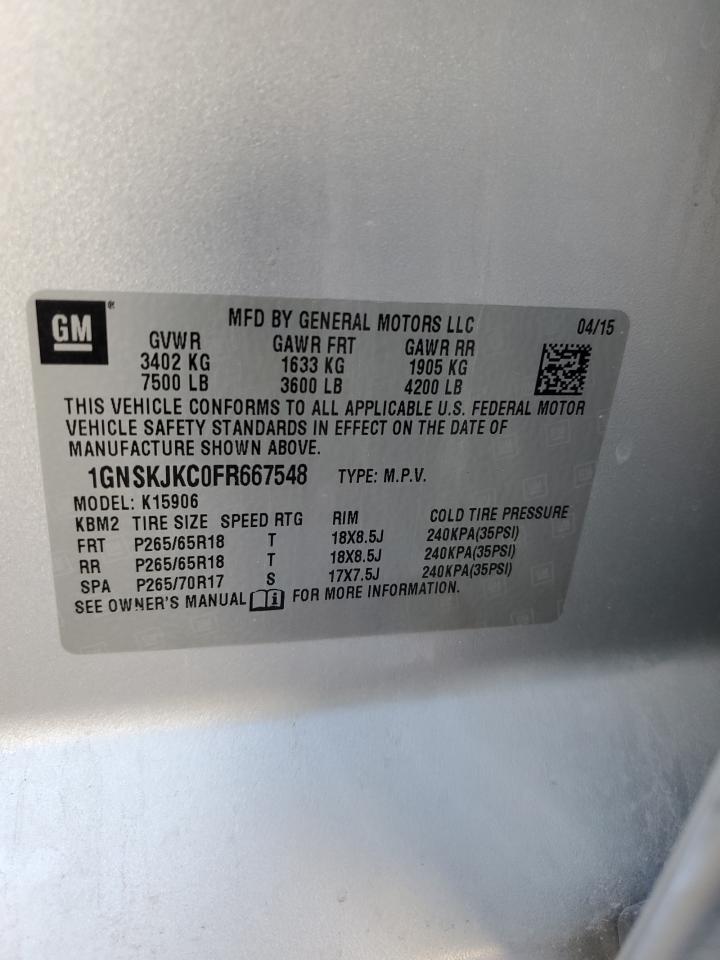 GM®
MFD BY GENERAL MOTORS LLC 04/15
GVWR GAWR FRT GAWR RR
3402 KG 1633 KG 1905 KG
7500 LB 3600 LB 4200 LB
THIS VEHICLE CONFORMS TO ALL APPLICABLE U.S. FEDERAL MOTOR
VEHICLE SAFETY STANDARDS IN EFFECT ON THE DATE OF
MANUFACTURE SHOWN ABOVE.
1GNSKJKC0FR667548 TYPE: M.P.V.
MODEL: K15906
KBM2 TIRE SIZE SPEED RTG RIM COLD TIRE PRESSURE
FRT P265/65R18 T 18X8.5J 240KPA(35PSI)
RR P265/65R18 T 18X8.5J 240KPA(35PSI)
SPA P265/70R17 S 17X7.5J 240KPA(35PSI)
SEE OWNER'S MANUAL i FOR MORE INFORMATION.